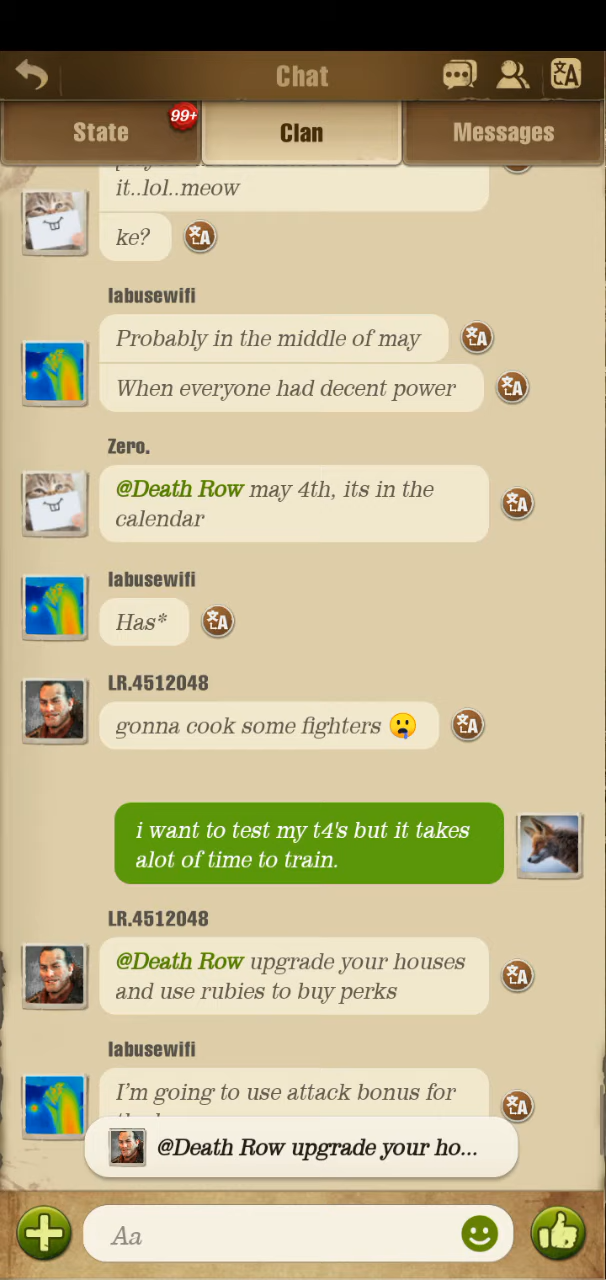 Chat
State
99+
Clan
Messages
it..lol..meow
ke?
labusewifi
Probably in the middle of may
When everyone had decent power
Zero.
@Death Row may 4th, its in the
calendar
labusewifi
Has*
LR.4512048
gonna cook some fighters 🤤
i want to test my t4's but it takes
alot of time to train.
LR.4512048
@Death Row upgrade your houses
and use rubies to buy perks
labusewifi
I'm going to use attack bonus for
@Death Row upgrade your ho...
Aa